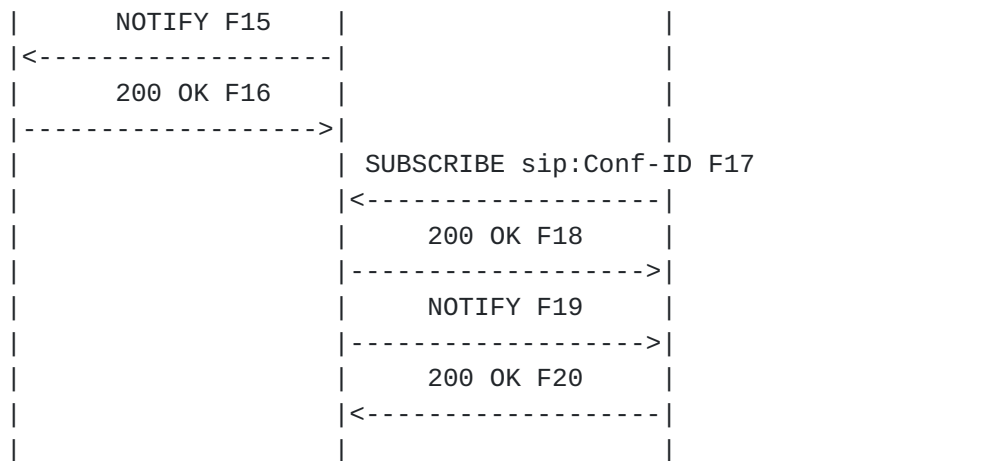 |      NOTIFY F15    |                    |
|<-------------------|                    |
|      200 OK F16    |                    |
|------------------->|                    |
|                    | SUBSCRIBE sip:Conf-ID F17
|                    |<-------------------|
|                    |     200 OK F18     |
|                    |------------------->|
|                    |     NOTIFY F19     |
|                    |------------------->|
|                    |     200 OK F20     |
|                    |<-------------------|
|                    |                    |